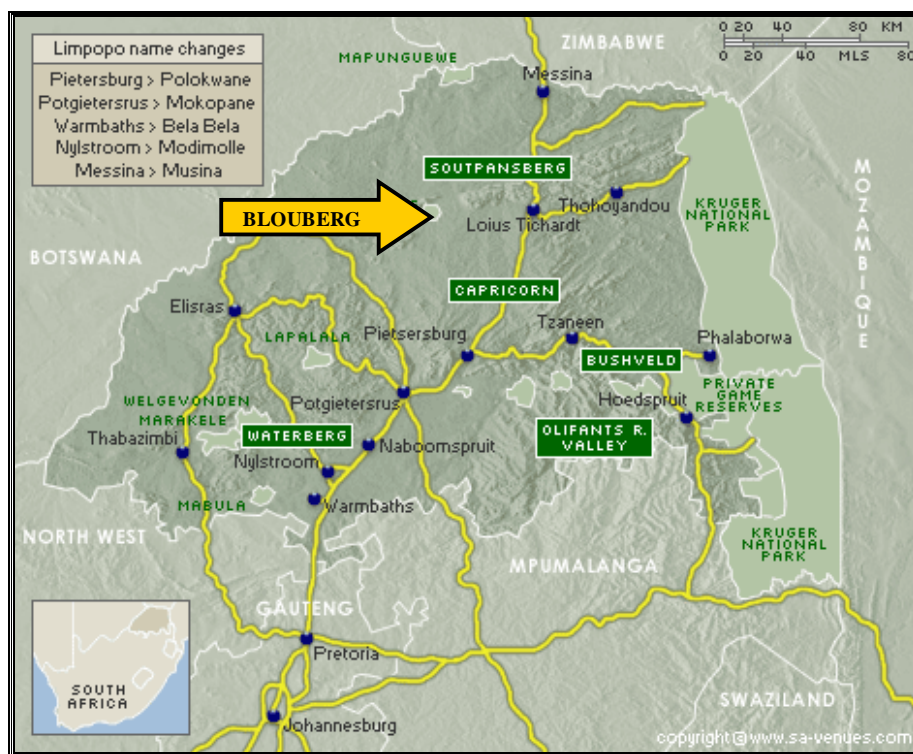 0 20 40 80 KM
0 20 40 80
MLS
ZIMBABWE
Limpopo name changes
Pietersburg > Polokwane
Potgietersrus > Mokopane
Warmbaths > Bela Bela
Nylstroom > Modimolle
Messina > Musina
MAPUNGUBWE
Messina
SOUTPANSBERG
MOZAMBIQUE
BLOUBERG
Thohoyandou
Loius Tichardt
KRUGER
NATIONAL
PARK
BOTSWANA
CAPRICORN
Elisras
LAPALALA
Pietsersburg
Tzaneen
Phalaborwa
BUSHVELD
WELGEVONDEN
MARAKELE
Potgietersrus
Hoedspruit
PRIVATE
GAME
RESERVES
Thabazimbi
WATERBERG
Naboomspruit
OLIFANTS R.
VALLEY
Nylstroom
MABULA
Warmbaths
NORTH WEST
MPUMALANGA
KRUGER
NATIONAL
PARK
GAUTENG
Pretoria
SOUTH
AFRICA
Johannesburg
SWAZILAND
copyright@www.sa-venues.com